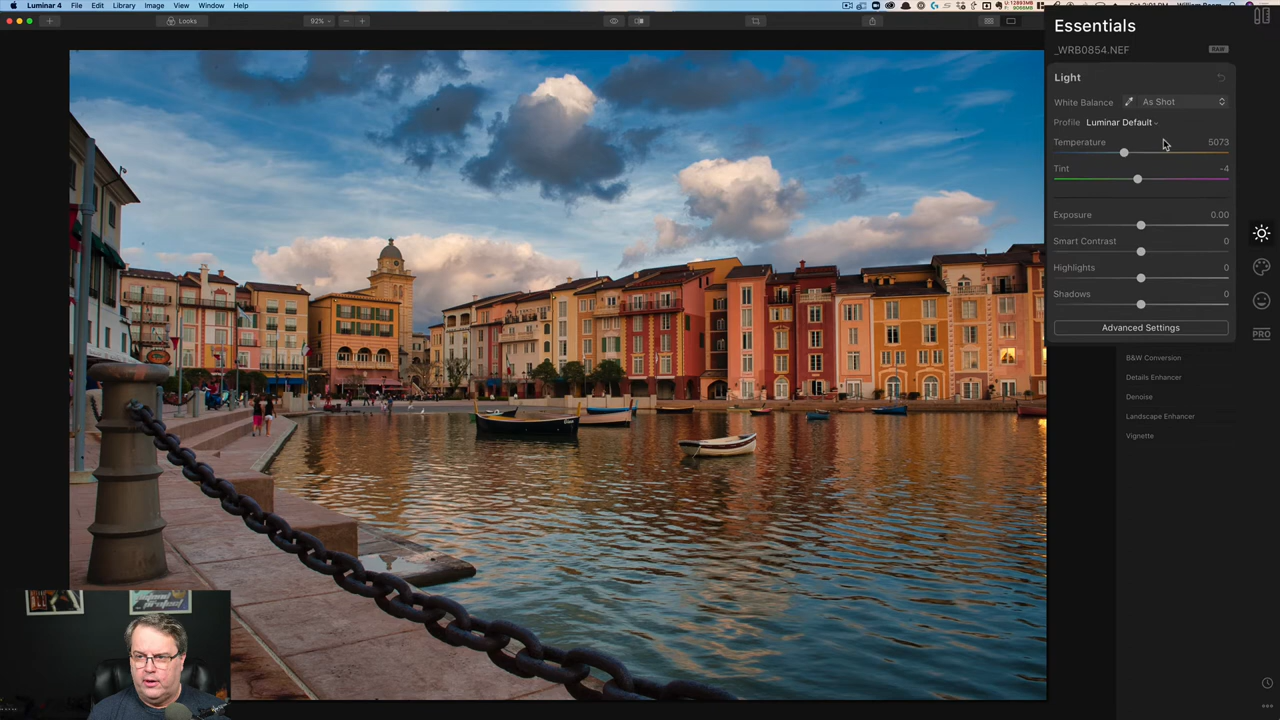 Luminar 4 File Edit Library Image View Window Help
Looks
92%
Essentials
_WRB0854.NEF
RAW
Light
White Balance As Shot
Profile Luminar Default
Temperature 5073
Tint -4
Exposure 0.00
Smart Contrast 0
Highlights 0
Shadows 0
Advanced Settings
PRO
B&W Conversion
Details Enhancer
Denoise
Landscape Enhancer
Vignette